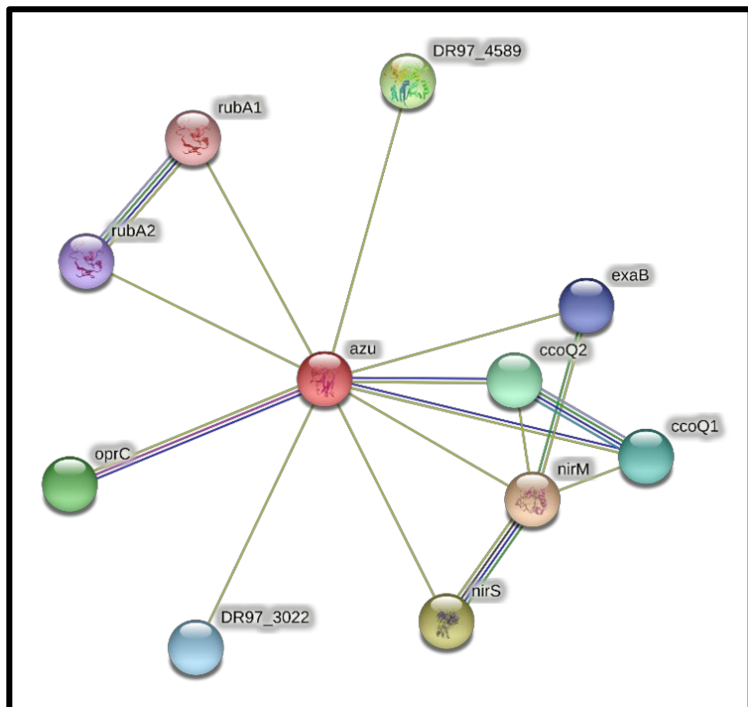 DR97_4589
rubA1
rubA2
exaB
azu
ccoQ2
ccoQ1
oprC
nirM
nirS
DR97_3022